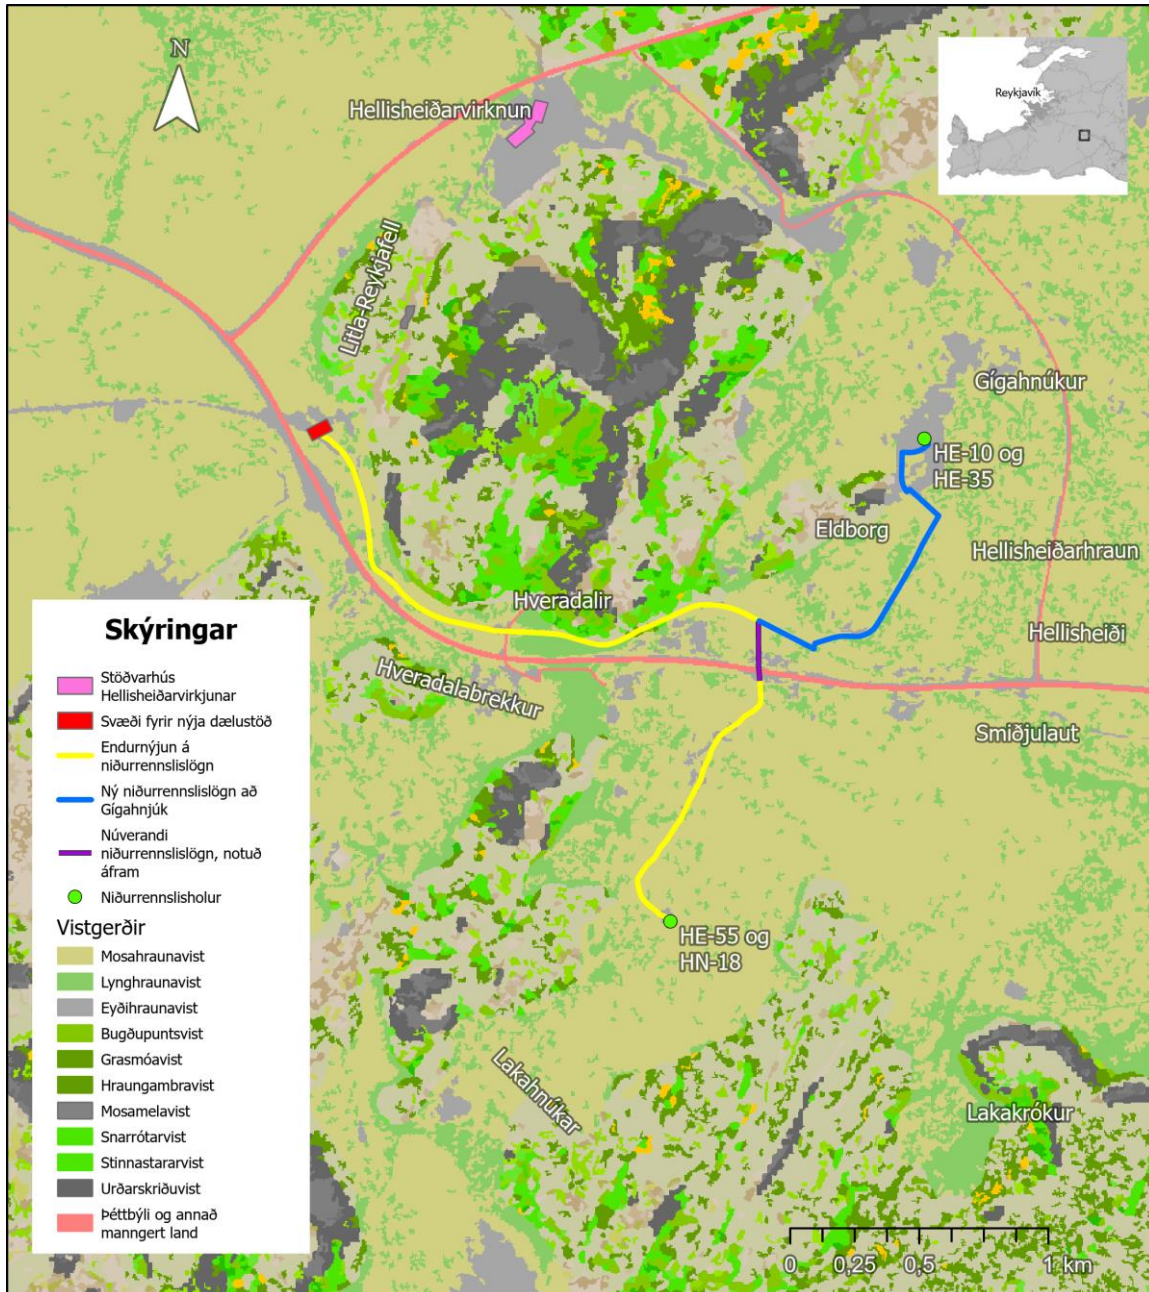 N
Reykjavík
Hellisheiðarvirknun
Litla-Reykjafell
Gígahnúkur
HE-10 og
HE-35
Eldborg
Hellisheiðarhraun
Hveradalir
Hellisheiði
Hveradalabrekkur
Smiðjulaut
HE-55 og
HN-18
Lakahnúkar
Lakakrókur
Skýringar
Stöðvarhús
Hellisheiðarvirkjunar
Svæði fyrir nýja dælustöð
Endurnýjun á
niðurrennslislögn
Ný niðurrennslislögn að
Gígahnjúk
Núverandi
niðurrennslislögn, notuð
áfram
Niðurrennslisholur
Vistgerðir
Mosahraunavist
Lynghraunavist
Eyðihraunavist
Bugðupuntsvist
Grasmóavist
Hraungambravist
Mosamelavist
Snarrótarvist
Stinnastararvist
Urðarskriðuvist
Þéttbýli og annað
manngert land
0 0,25 0,5 1 km